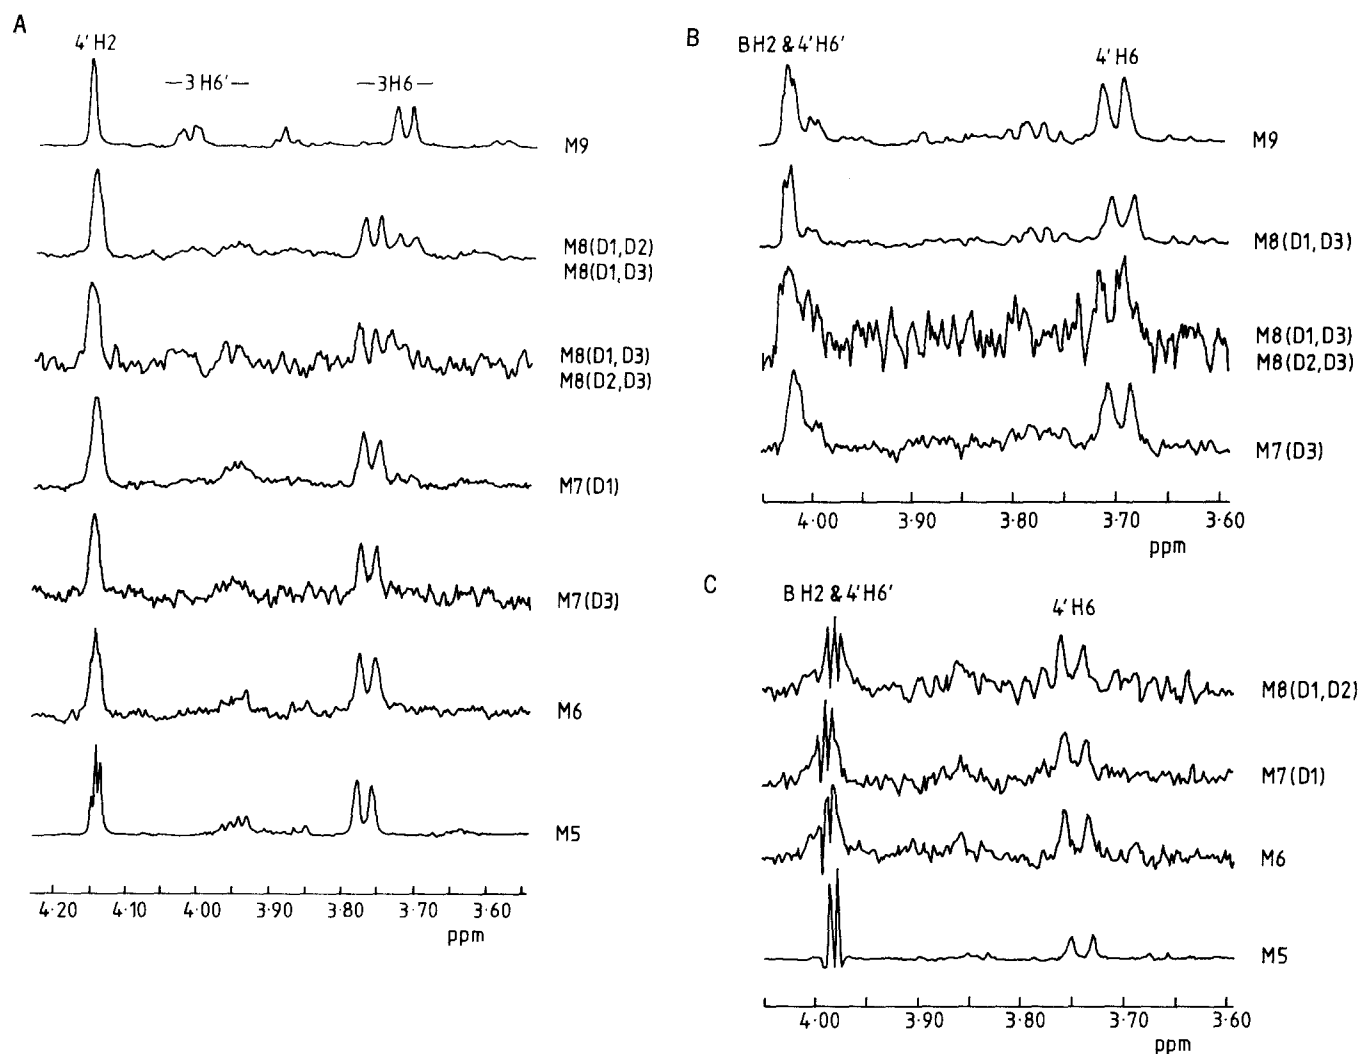 A
4'H2
—3H6'—
—3H6—
M9
M8(D1,D2)
M8(D1,D3)
M8(D1,D3)
M8(D2,D3)
M7(D1)
M7(D3)
M6
M5
4·20 4·10 4·00 3·90 3·80 3·70 3·60
ppm
B
BH2 & 4'H6'
4'H6
M9
M8(D1,D3)
M8(D1,D3)
M8(D2,D3)
M7(D3)
4·00 3·90 3·80 3·70 3·60
ppm
C
BH2 & 4'H6'
4'H6
M8(D1,D2)
M7(D1)
M6
M5
4·00 3·90 3·80 3·70 3·60
ppm